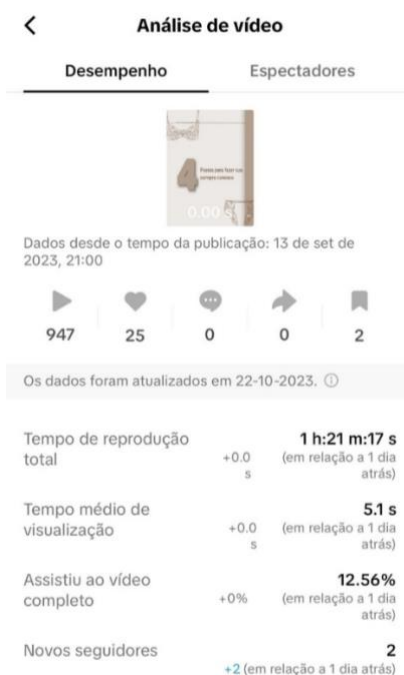 Análise de vídeo
Desempenho
Espectadores
4
0.00 s
Dados desde o tempo da publicação: 13 de set de
2023, 21:00
947
25
0
0
2
Os dados foram atualizados em 22-10-2023.
Tempo de reprodução
total
1 h:21 m:17 s
+0.0
s
(em relação a 1 dia
atrás)
Tempo médio de
visualização
5.1 s
+0.0
s
(em relação a 1 dia
atrás)
Assistiu ao vídeo
completo
12.56%
+0%
(em relação a 1 dia
atrás)
Novos seguidores
2
+2 (em relação a 1 dia atrás)